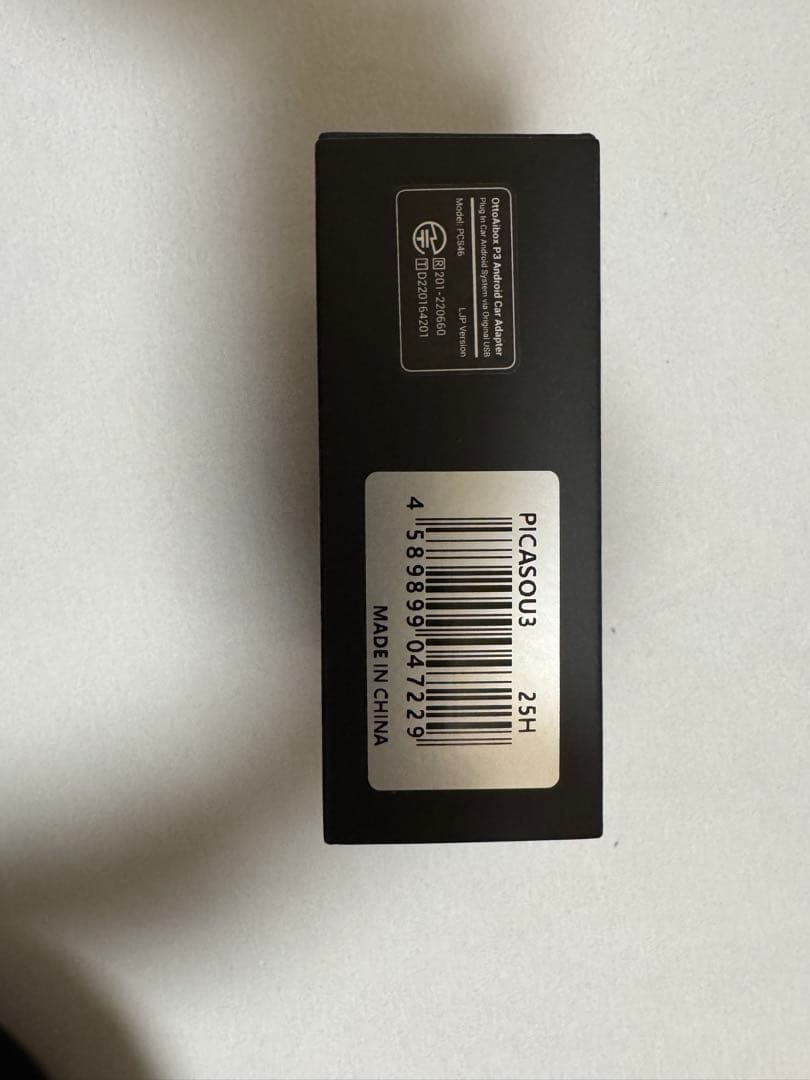 OttoAibox P3 Android Car Adapter
Plug In Car Android System via Original USB
Model: PCS46 LJP Version
R 201-220660
T D220164201
PICASOU3 25H
4 589899 047229
MADE IN CHINA